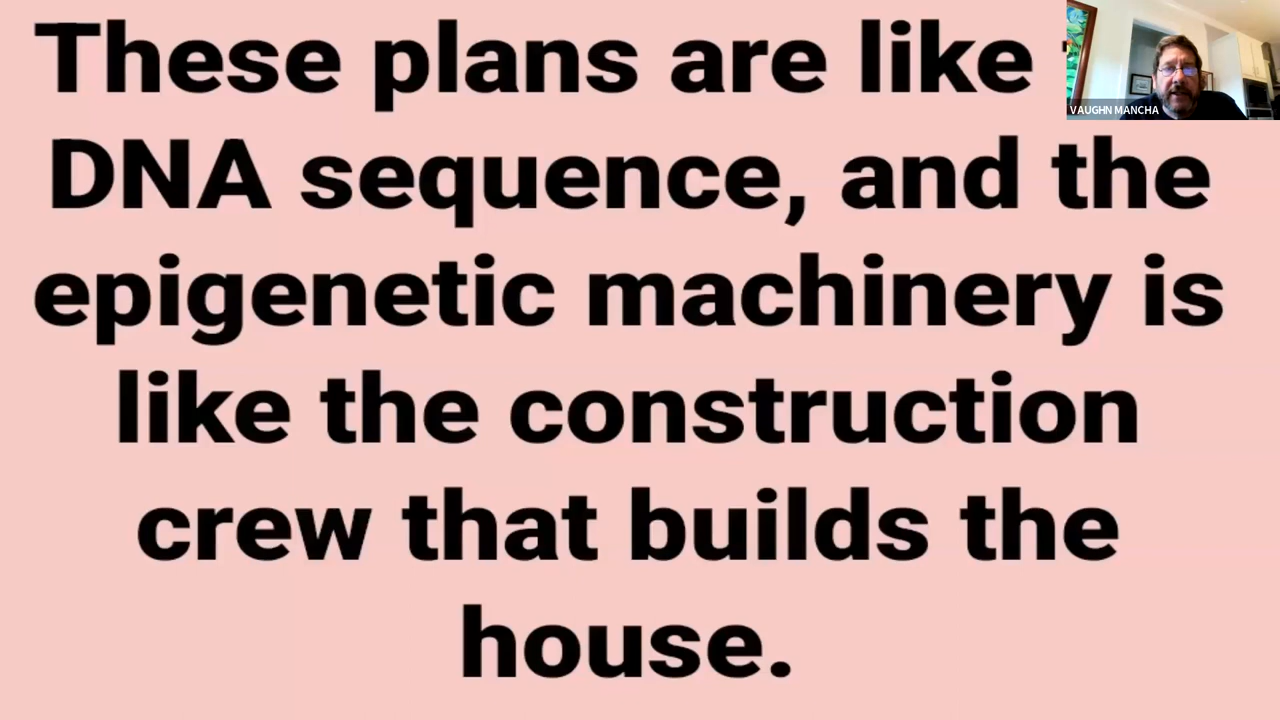 These plans are like
DNA sequence, and the
epigenetic machinery is
like the construction
crew that builds the
house.
VAUGHN MANCHA